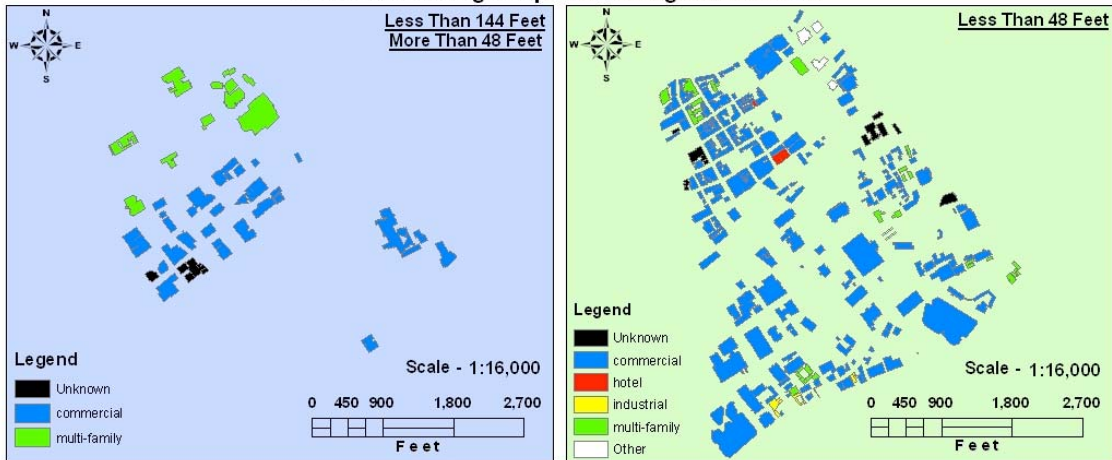 Less Than 144 Feet
More Than 48 Feet
N
W
E
S
Legend
Unknown
commercial
multi-family
Scale - 1:16,000
0 450 900 1,800 2,700
Feet
Less Than 48 Feet
N
W
E
S
Legend
Unknown
commercial
hotel
industrial
multi-family
Other
Scale - 1:16,000
0 450 900 1,800 2,700
Feet